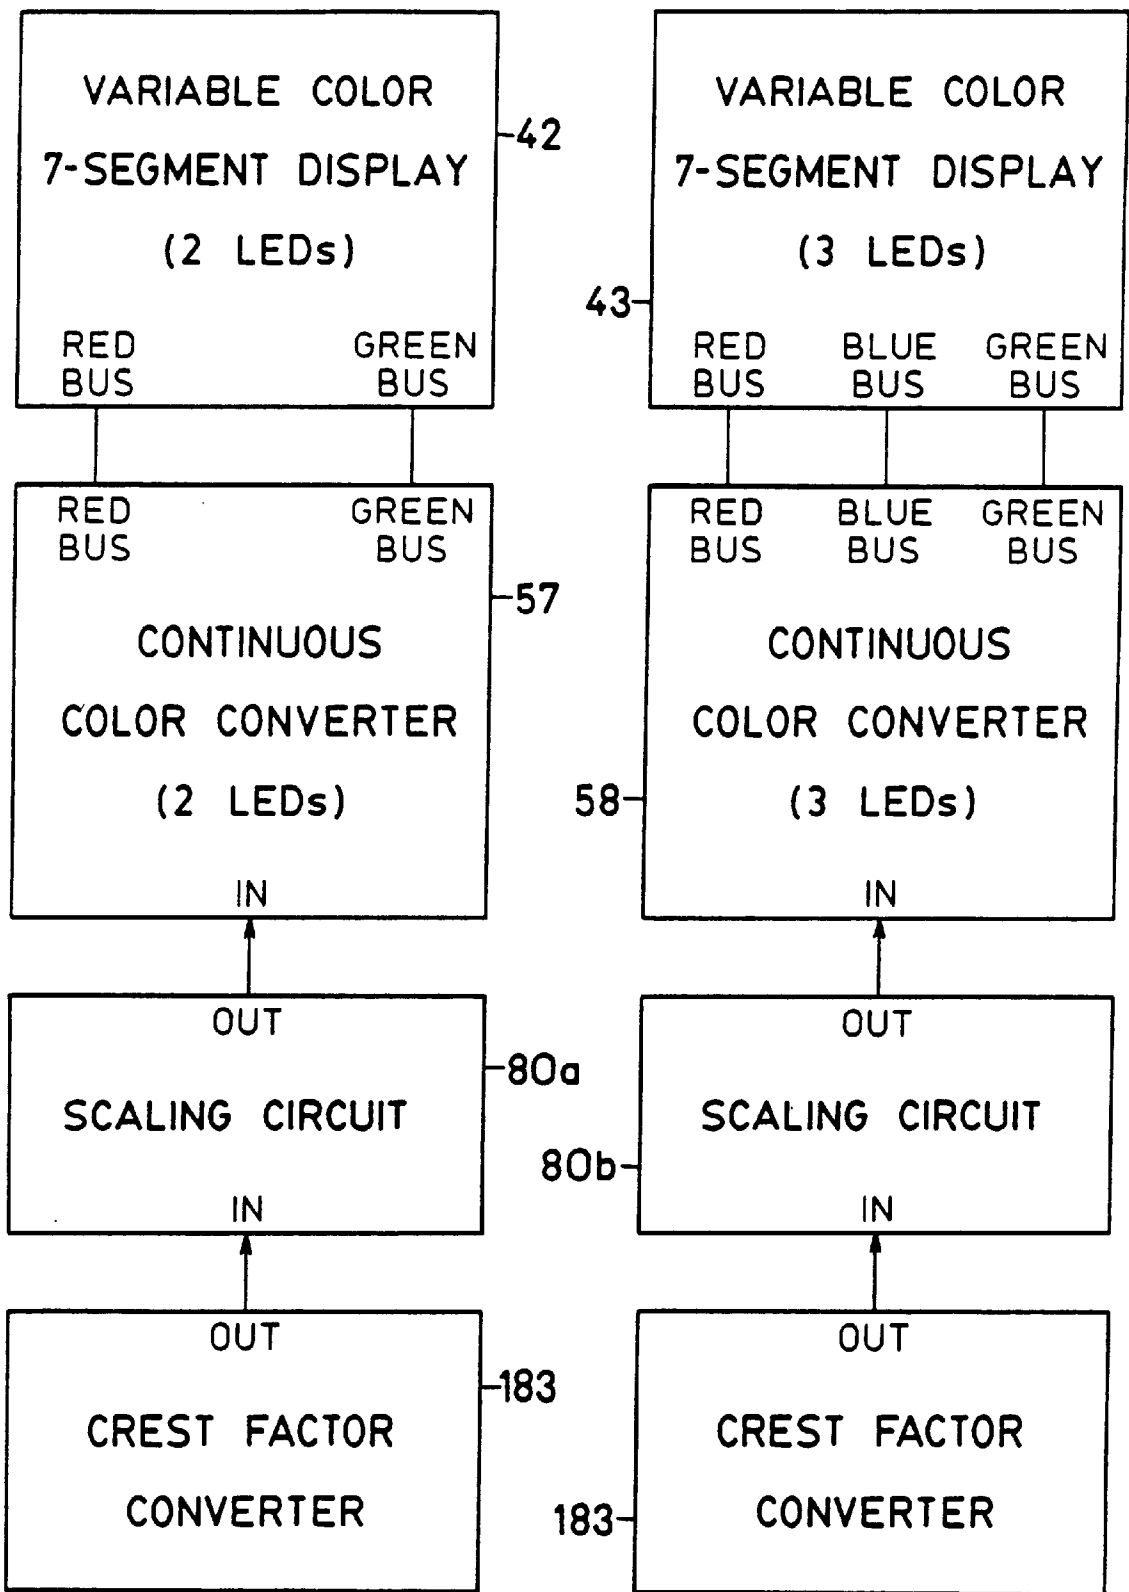 VARIABLE COLOR
7-SEGMENT DISPLAY
(2 LEDs)
RED BUS
GREEN BUS
42
RED BUS
GREEN BUS
CONTINUOUS
COLOR CONVERTER
(2 LEDs)
IN
57
OUT
SCALING CIRCUIT
IN
80a
OUT
CREST FACTOR
CONVERTER
183
VARIABLE COLOR
7-SEGMENT DISPLAY
(3 LEDs)
43
RED BUS
BLUE BUS
GREEN BUS
RED BUS
BLUE BUS
GREEN BUS
CONTINUOUS
COLOR CONVERTER
(3 LEDs)
58
IN
OUT
SCALING CIRCUIT
80b
IN
OUT
CREST FACTOR
CONVERTER
183